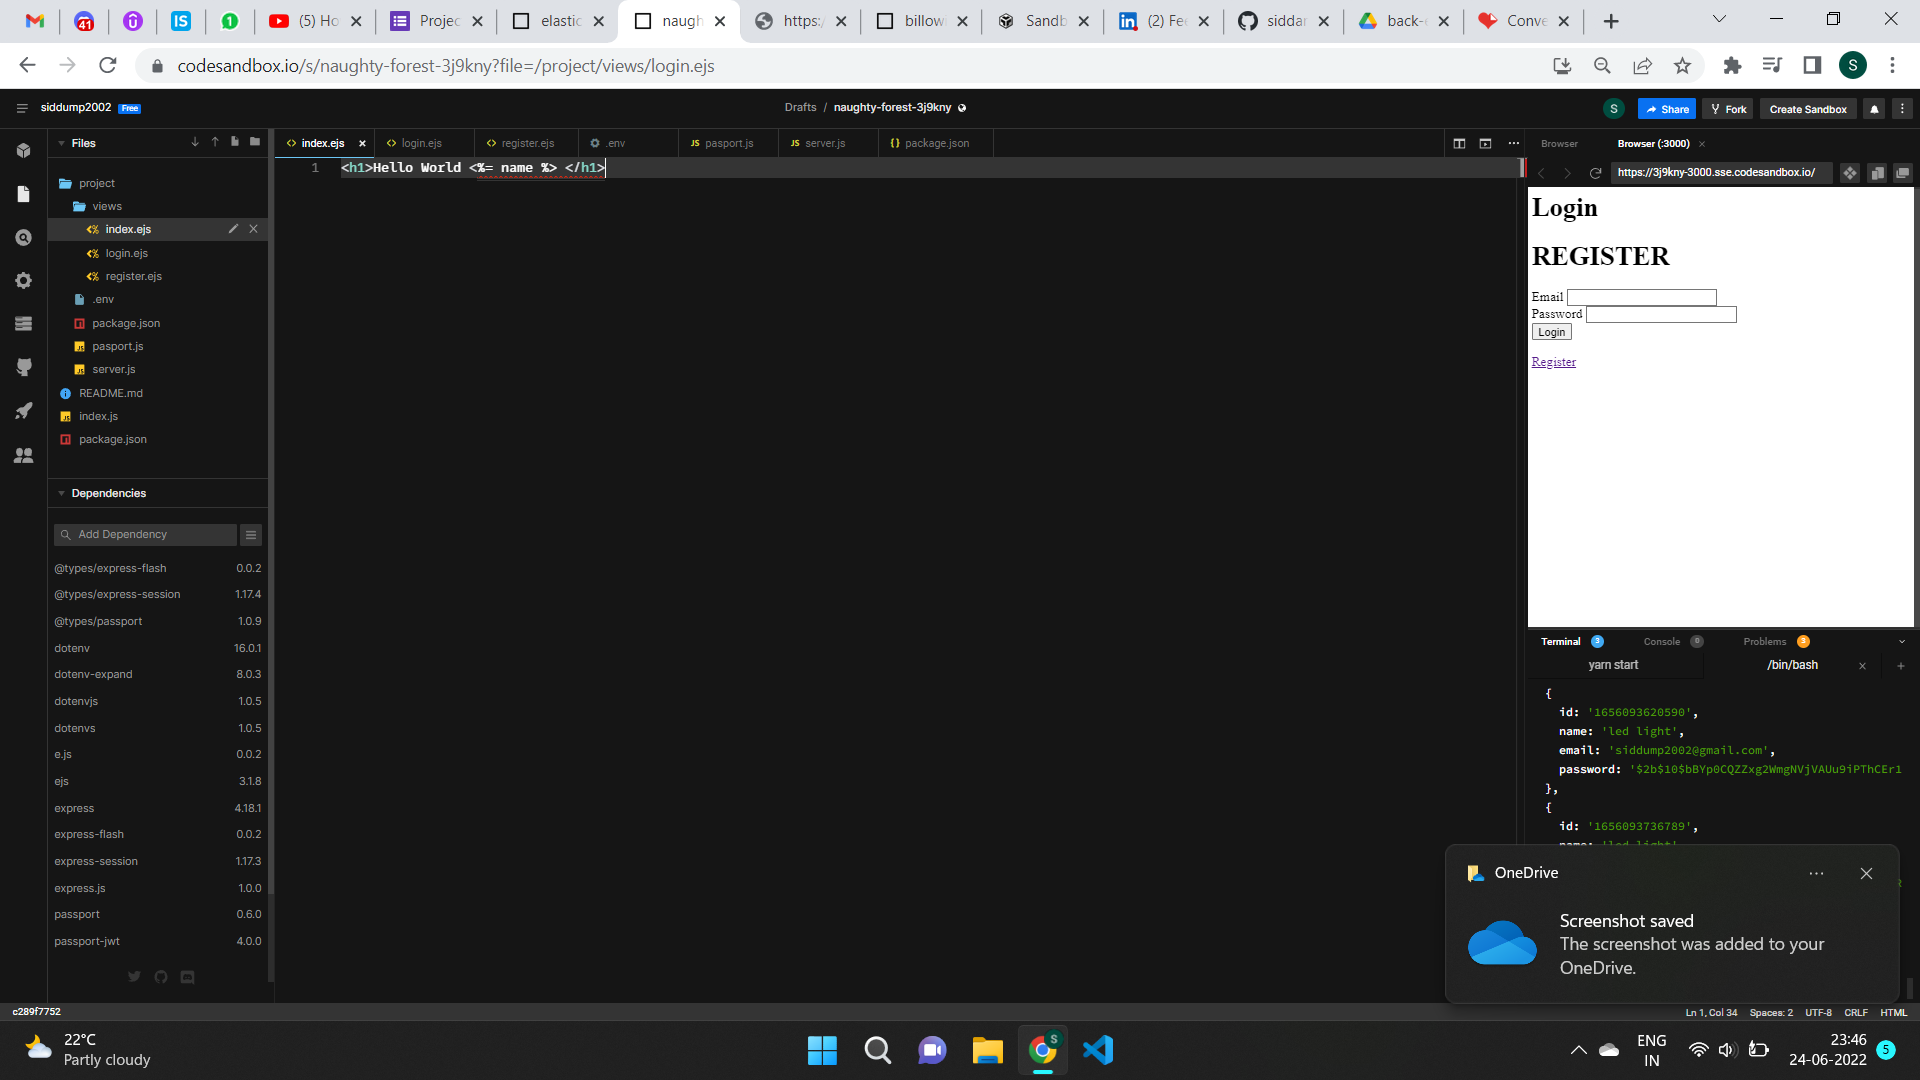 41
(5) Ho
Projec
elastic
naugh
https:/
billow
Sandb
(2) Fee
siddar
back-
Conve
codesandbox.io/s/naughty-forest-3j9kny?file=/project/views/login.ejs
S
siddump2002 Free
Drafts / naughty-forest-3j9kny
S Share Fork Create Sandbox
Files
project
views
index.ejs
login.ejs
register.ejs
.env
package.json
pasport.js
server.js
README.md
index.js
package.json
Dependencies
Add Dependency
@types/express-flash 0.0.2
@types/express-session 1.17.4
@types/passport 1.0.9
dotenv 16.0.1
dotenv-expand 8.0.3
dotenvjs 1.0.5
dotenvs 1.0.5
e.js 0.0.2
ejs 3.1.8
express 4.18.1
express-flash 0.0.2
express-session 1.17.3
express.js 1.0.0
passport 0.6.0
passport-jwt 4.0.0
index.ejs login.ejs register.ejs .env JS pasport.js JS server.js {} package.json
1 <h1>Hello World <%= name %> </h1>
Browser Browser (:3000)
https://3j9kny-3000.sse.codesandbox.io/
Login
REGISTER
Email
Password
Login
Register
Terminal 3 Console 6 Problems 3
yarn start /bin/bash
{
id: '1656093620590',
name: 'led light',
email: 'siddump2002@gmail.com',
password: '$2b$10$bBYp0CQZZxg2WmgNVjVAUu9iPThCEr1
},
{
id: '1656093736789',
name: 'led light',
OneDrive
Screenshot saved
The screenshot was added to your
OneDrive.
c289f7752
Ln 1, Col 34 Spaces: 2 UTF-8 CRLF HTML
22°C
Partly cloudy
S
ENG
IN
23:46
24-06-2022
5